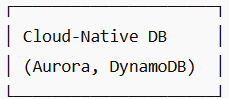 Cloud-Native DB
(Aurora, DynamoDB)